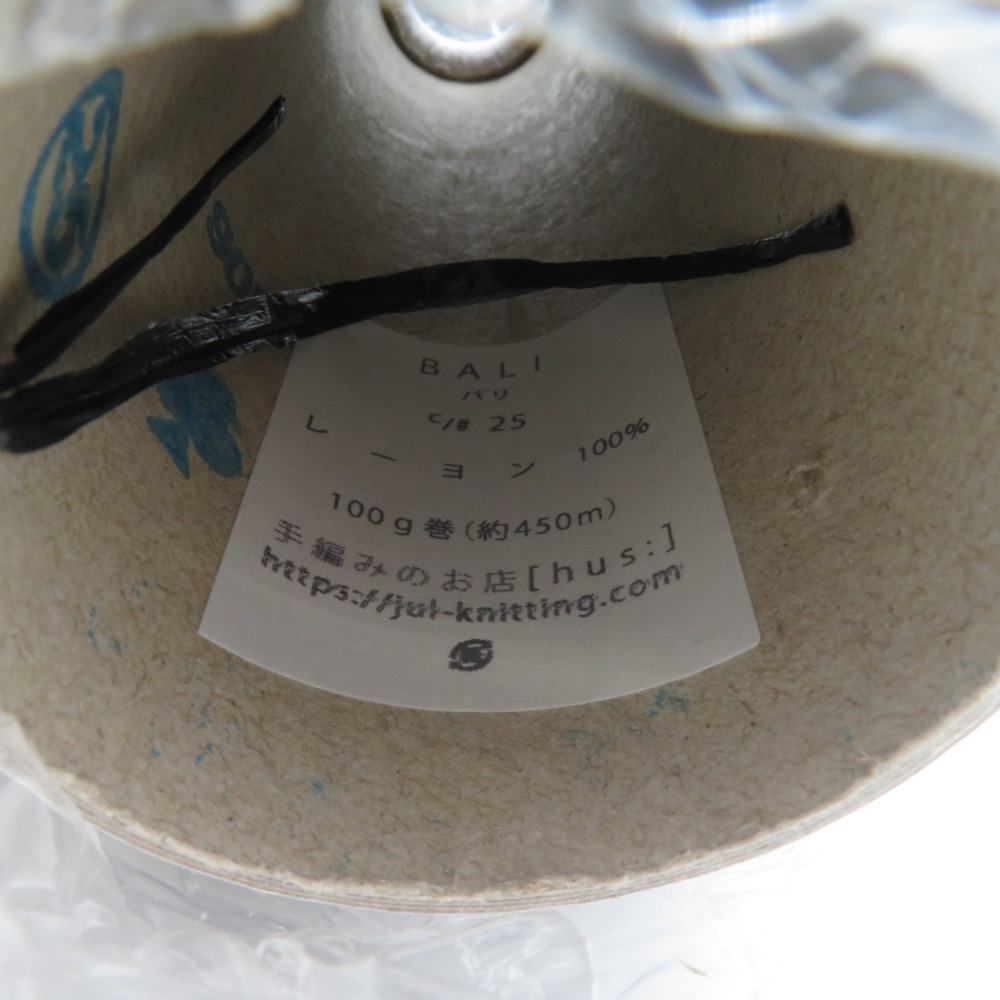 BALI
バリ
c/# 25
レーヨン 100%
100g巻(約450m)
手編みのお店[hus:]
https://jul-knitting.com